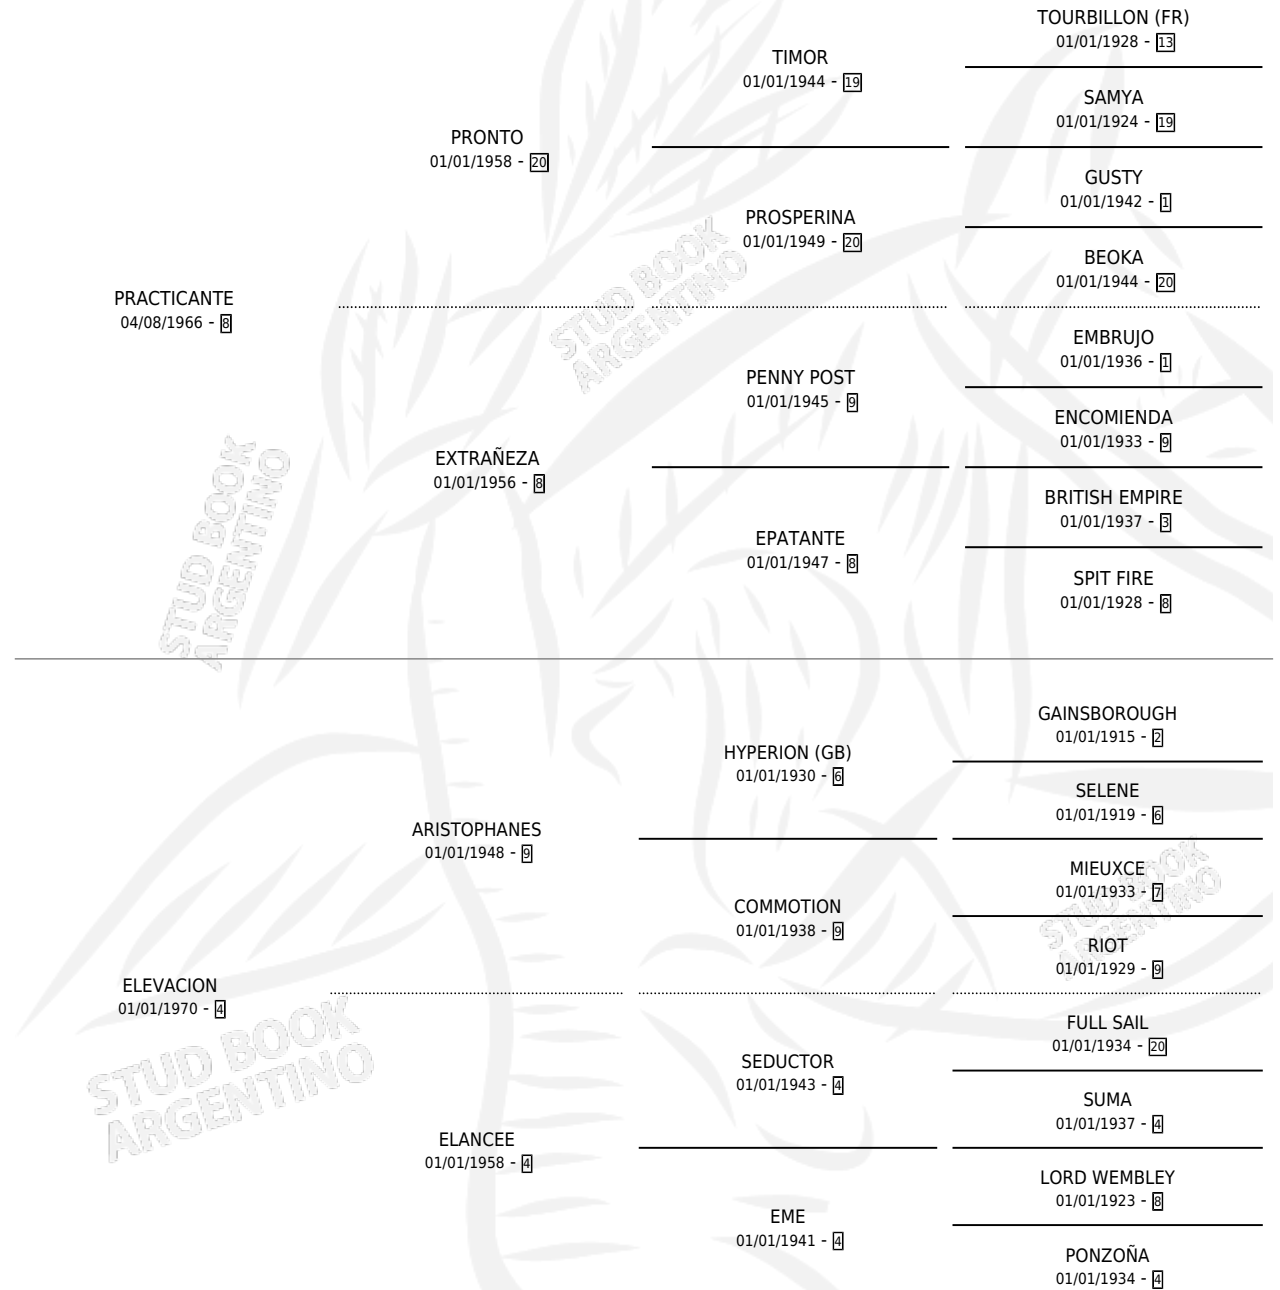 TOURBILLON (FR)
01/01/1928 - 13
TIMOR
01/01/1944 - 19
SAMYA
01/01/1924 - 19
PRONTO
01/01/1958 - 20
GUSTY
01/01/1942 - 1
PROSPERINA
01/01/1949 - 20
BEOKA
01/01/1944 - 20
PRACTICANTE
04/08/1966 - 8
EMBRUJO
01/01/1936 - 1
PENNY POST
01/01/1945 - 9
ENCOMIENDA
01/01/1933 - 9
EXTRAÑEZA
01/01/1956 - 8
BRITISH EMPIRE
01/01/1937 - 3
EPATANTE
01/01/1947 - 8
SPIT FIRE
01/01/1928 - 8
GAINSBOROUGH
01/01/1915 - 2
HYPERION (GB)
01/01/1930 - 6
SELENE
01/01/1919 - 6
ARISTOPHANES
01/01/1948 - 9
MIEUXCE
01/01/1933 - 7
COMMOTION
01/01/1938 - 9
RIOT
01/01/1929 - 9
ELEVACION
01/01/1970 - 4
FULL SAIL
01/01/1934 - 20
SEDUCTOR
01/01/1943 - 4
SUMA
01/01/1937 - 4
ELANCEE
01/01/1958 - 4
LORD WEMBLEY
01/01/1923 - 8
EME
01/01/1941 - 4
PONZOÑA
01/01/1934 - 4
STUD BOOK
ARGENTINO
STUD BOOK
ARGENTINO
STUD BOOK
ARGENTINO
STUD BOOK
ARGENTINO